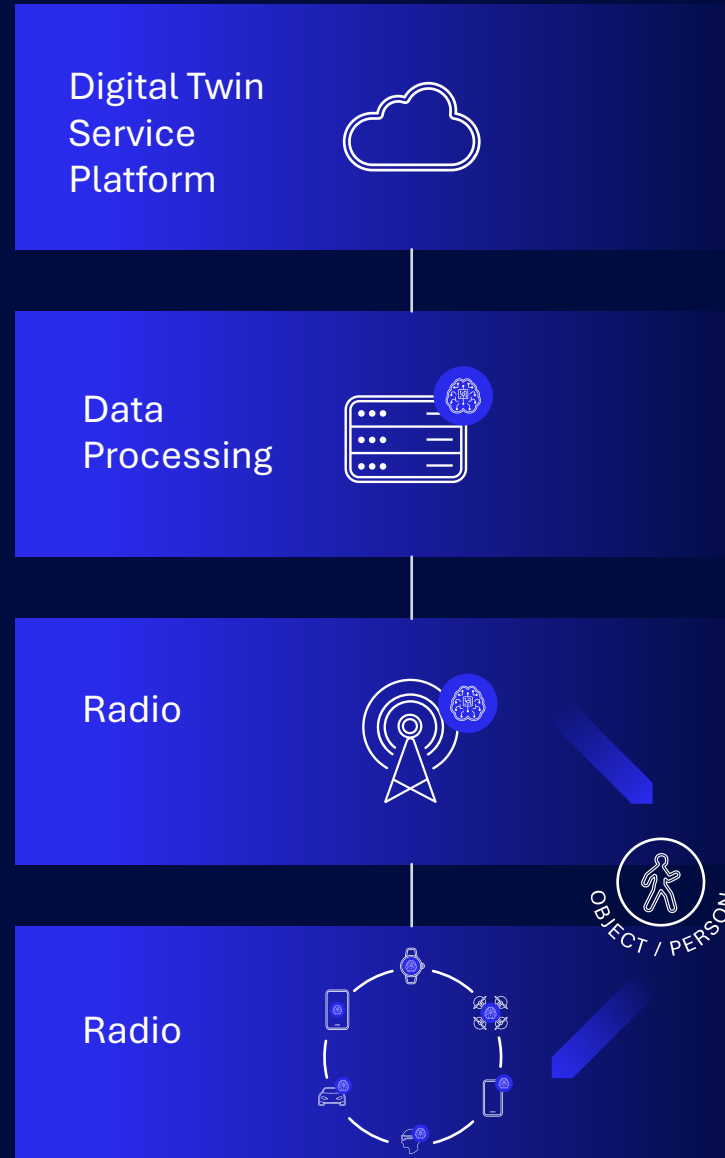 Digital Twin
Service
Platform
Data
Processing
Radio
OBJECT / PERSON
Radio